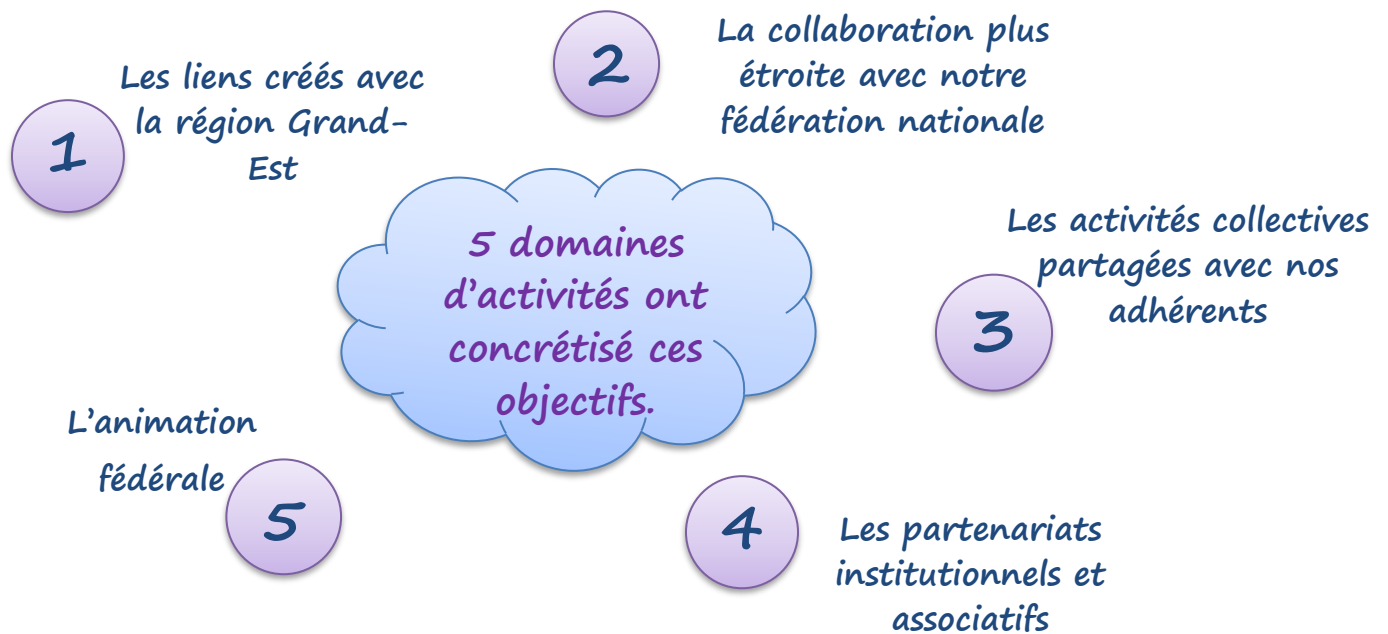 1
Les liens créés avec
la région Grand-
Est
2
La collaboration plus
étroite avec notre
fédération nationale
5 domaines
d'activités ont
concrétisé ces
objectifs.
Les activités collectives
partagées avec nos
adhérents
3
L'animation
fédérale
5
4
Les partenariats
institutionnels et
associatifs